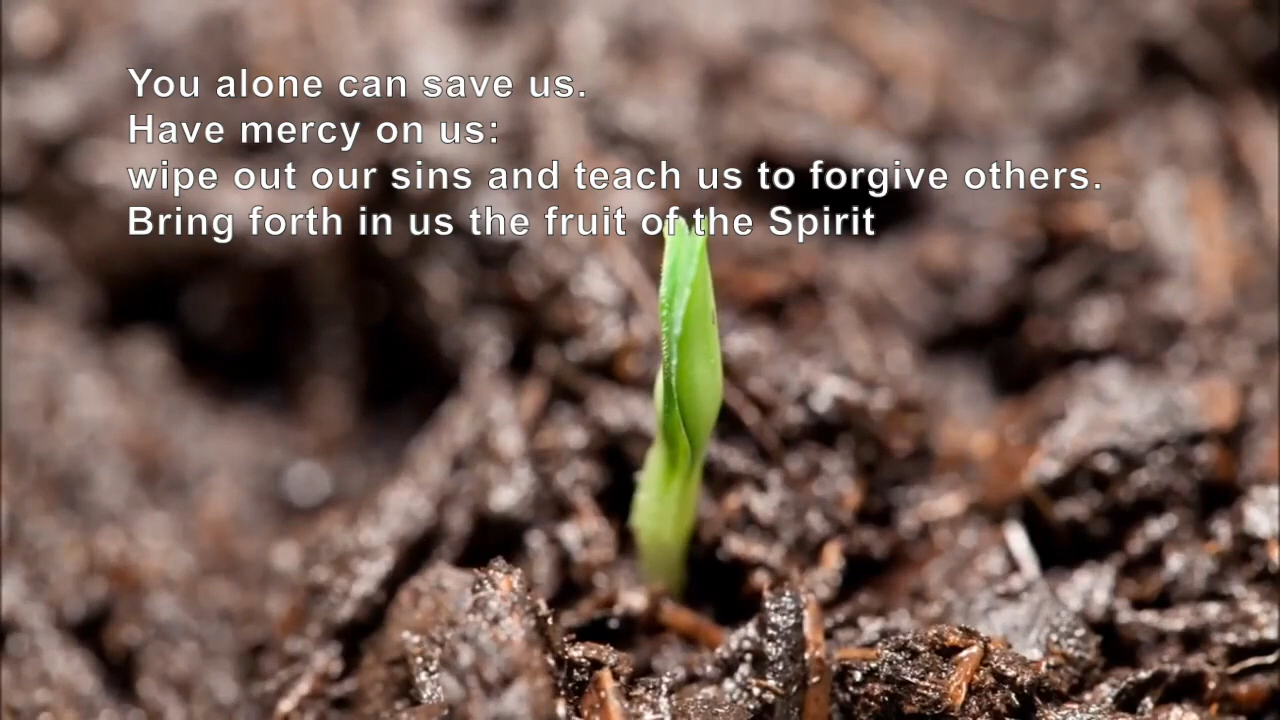 You alone can save us.
Have mercy on us:
wipe out our sins and teach us to forgive others.
Bring forth in us the fruit of the Spirit